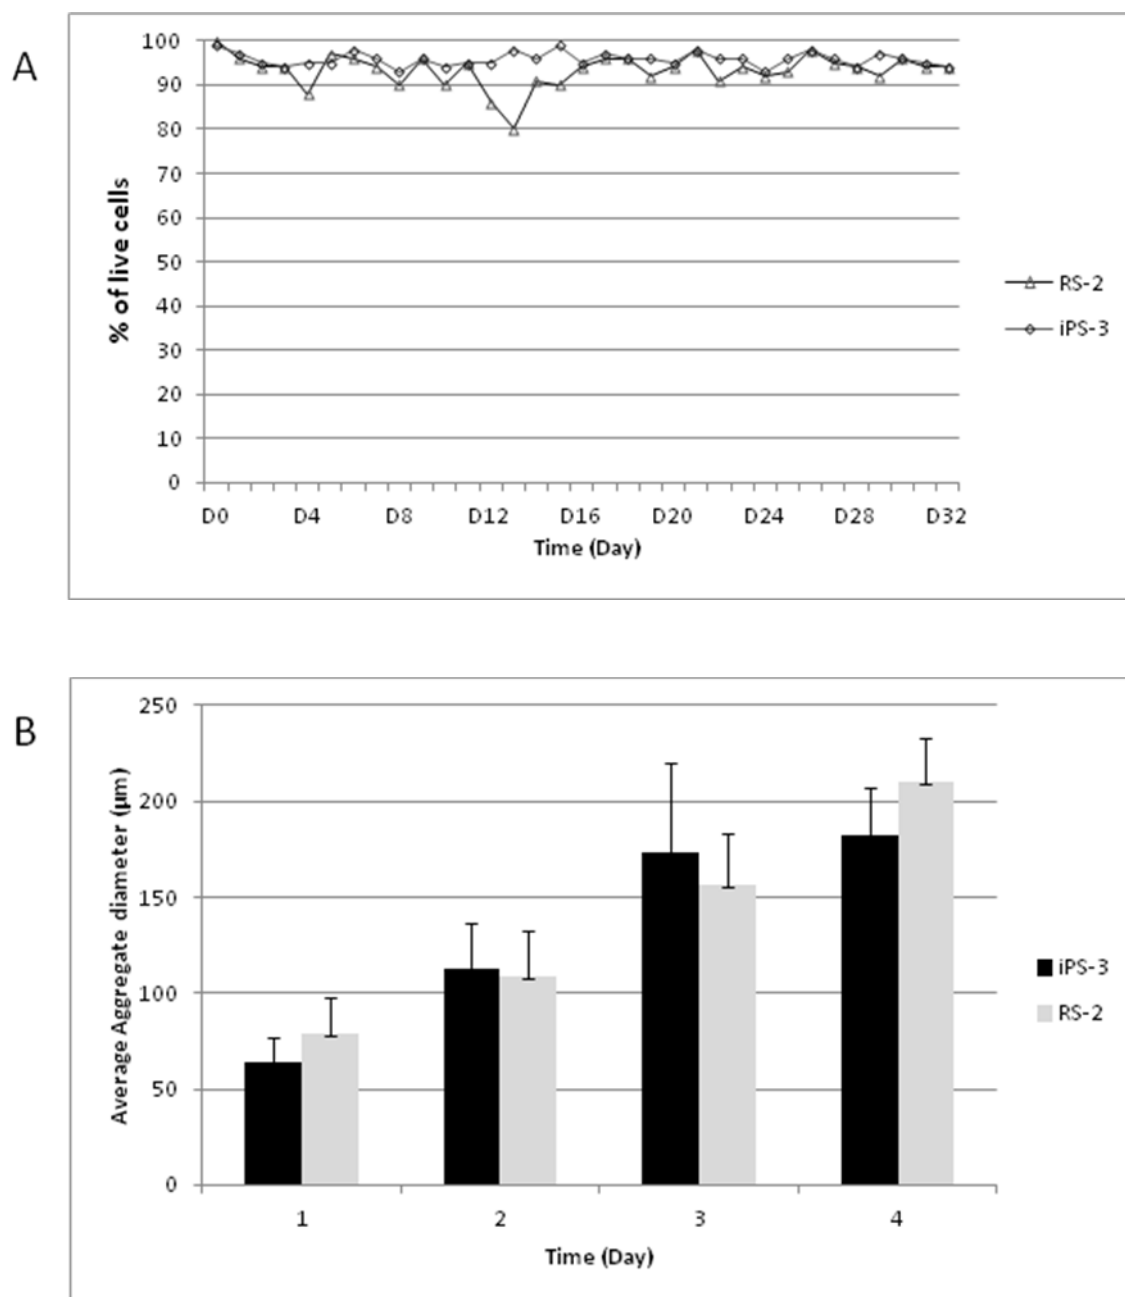 A
% of live cells
100
90
80
70
60
50
40
30
20
10
0
D0 D4 D8 D12 D16 D20 D24 D28 D32
Time (Day)
RS-2
iPS-3
B
Average Aggregate diameter (µm)
250
200
150
100
50
0
1 2 3 4
Time (Day)
iPS-3
RS-2